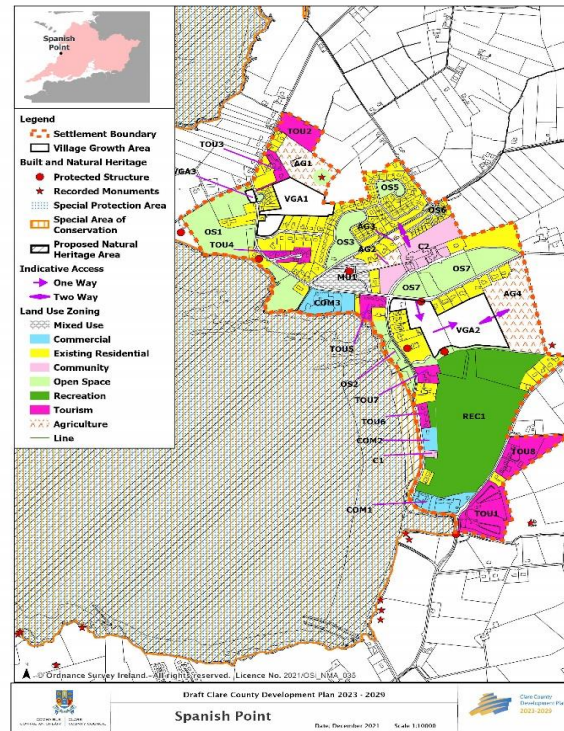 Spanish
Point
Legend
Settlement Boundary
Village Growth Area
Built and Natural Heritage
Protected Structure
Recorded Monuments
Special Protection Area
Special Area of
Conservation
Proposed Natural
Heritage Area
Indicative Access
One Way
Two Way
Land Use Zoning
Mixed Use
Commercial
Existing Residential
Community
Open Space
Recreation
Tourism
Agriculture
Line
TOU2
TOU3
AG1
VGA3
VGA1
OS5
OS6
OS1
AG3
OS3
AG2
C2
TOU4
MU1
OS7
OS7
COM3
AG4
VGA2
TOU5
OS2
TOU7
TOU6
REC1
COM2
C1
TOU8
COM1
TOU1
© Ordnance Survey Ireland. All rights reserved. Licence No. 2021/OSi_NMA_035
Draft Clare County Development Plan 2023 - 2029
Spanish Point
Date: December 2021 Scale 1:10000
CLARE
COUNTY COUNCIL
Clare County
Development Plan
2023-2029